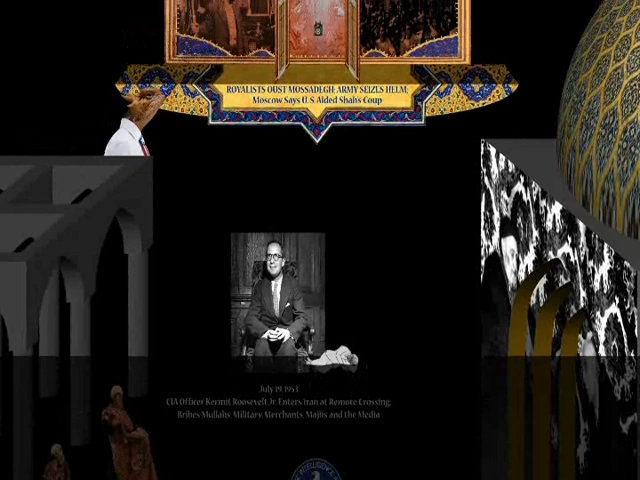 ROYALISTS OUST MOSSADEGH; ARMY SEIZES HELM;
Moscow Says U.S. Aided Shah's Coup
July 19, 1953
CIA Officer Kermit Roosevelt Jr. Enters Iran at Remote Crossing;
Bribes Mullahs, Military, Merchants, Majlis and the Media
INTELLIGENCE